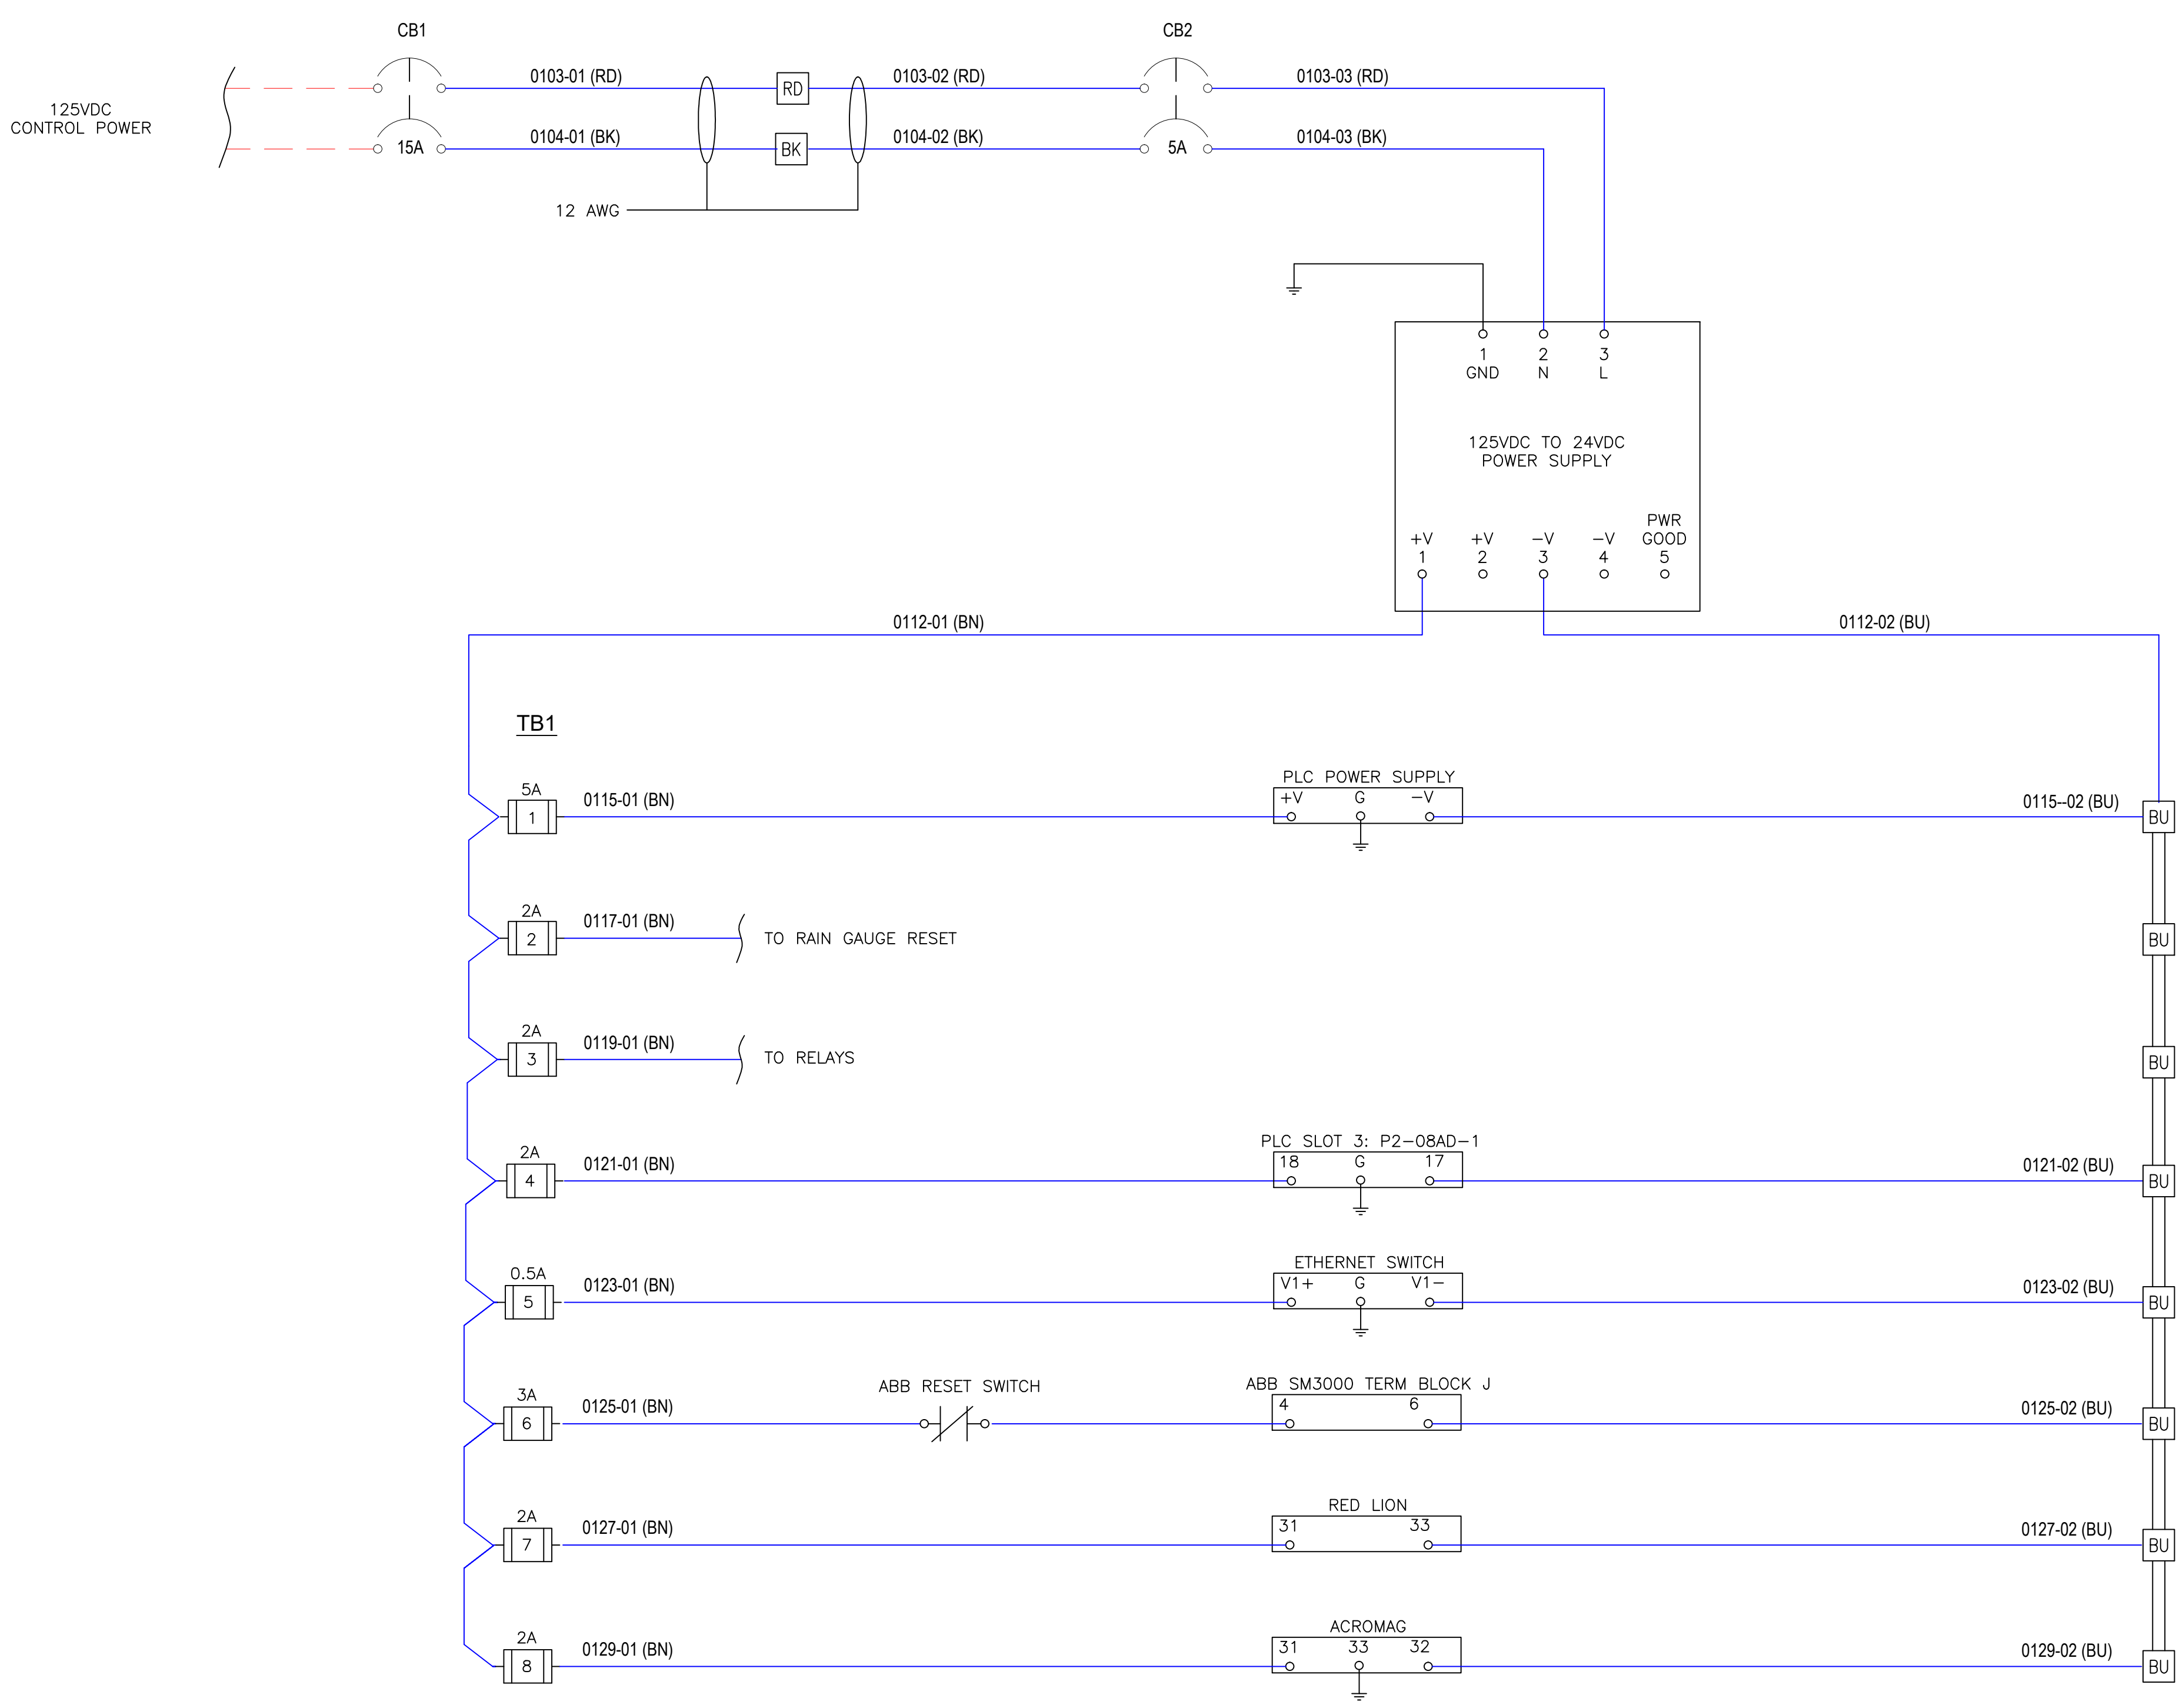 CB1
CB2
0103-01 (RD)
RD
0103-02 (RD)
0103-03 (RD)
125VDC
CONTROL POWER
15A
0104-01 (BK)
BK
0104-02 (BK)
5A
0104-03 (BK)
12 AWG
1 2 3
GND N L
125VDC TO 24VDC
POWER SUPPLY
PWR
+V +V -V -V GOOD
1 2 3 4 5
0112-01 (BN)
0112-02 (BU)
TB1
5A
1
0115-01 (BN)
PLC POWER SUPPLY
+V G -V
0115--02 (BU)
BU
2A
2
0117-01 (BN)
TO RAIN GAUGE RESET
BU
2A
3
0119-01 (BN)
TO RELAYS
BU
2A
4
0121-01 (BN)
PLC SLOT 3: P2-08AD-1
18 G 17
0121-02 (BU)
BU
0.5A
5
0123-01 (BN)
ETHERNET SWITCH
V1+ G V1-
0123-02 (BU)
BU
3A
6
0125-01 (BN)
ABB RESET SWITCH
ABB SM3000 TERM BLOCK J
4 6
0125-02 (BU)
BU
2A
7
0127-01 (BN)
RED LION
31 33
0127-02 (BU)
BU
2A
8
0129-01 (BN)
ACROMAG
31 33 32
0129-02 (BU)
BU